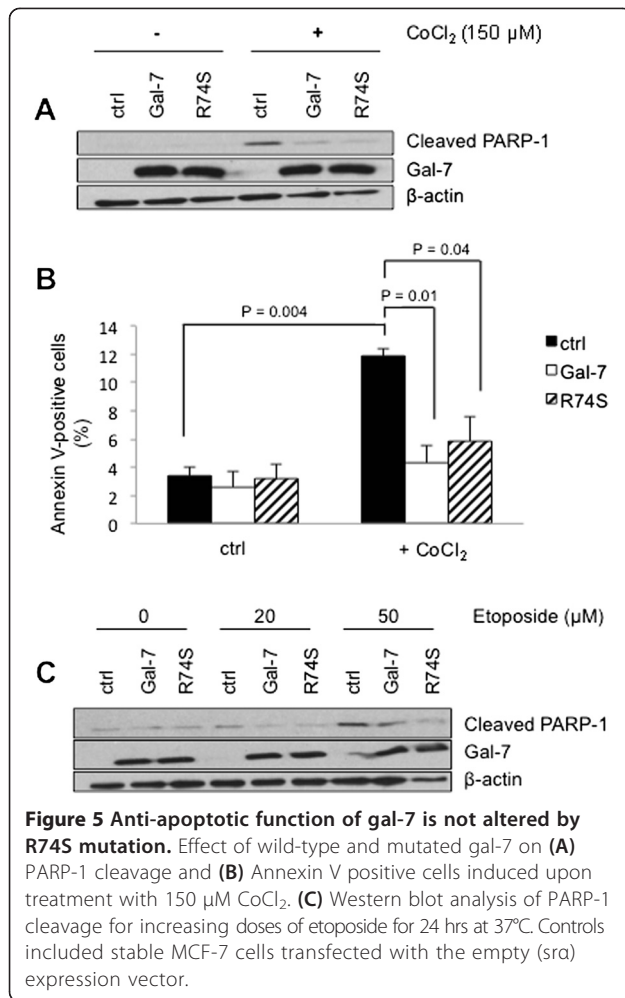 - + CoCl₂ (150 µM)
ctrl Gal-7 R74S ctrl Gal-7 R74S
A
Cleaved PARP-1
Gal-7
β-actin
B
P = 0.04
P = 0.01
P = 0.004
Annexin V-positive cells
(%)
14
12
10
8
6
4
2
0
ctrl
+ CoCl₂
ctrl
Gal-7
R74S
0 20 50 Etoposide (µM)
ctrl Gal-7 R74S ctrl Gal-7 R74S ctrl Gal-7 R74S
C
Cleaved PARP-1
Gal-7
β-actin
Figure 5 Anti-apoptotic function of gal-7 is not altered by
R74S mutation. Effect of wild-type and mutated gal-7 on (A)
PARP-1 cleavage and (B) Annexin V positive cells induced upon
treatment with 150 µM CoCl₂. (C) Western blot analysis of PARP-1
cleavage for increasing doses of etoposide for 24 hrs at 37°C. Controls
included stable MCF-7 cells transfected with the empty (srα)
expression vector.